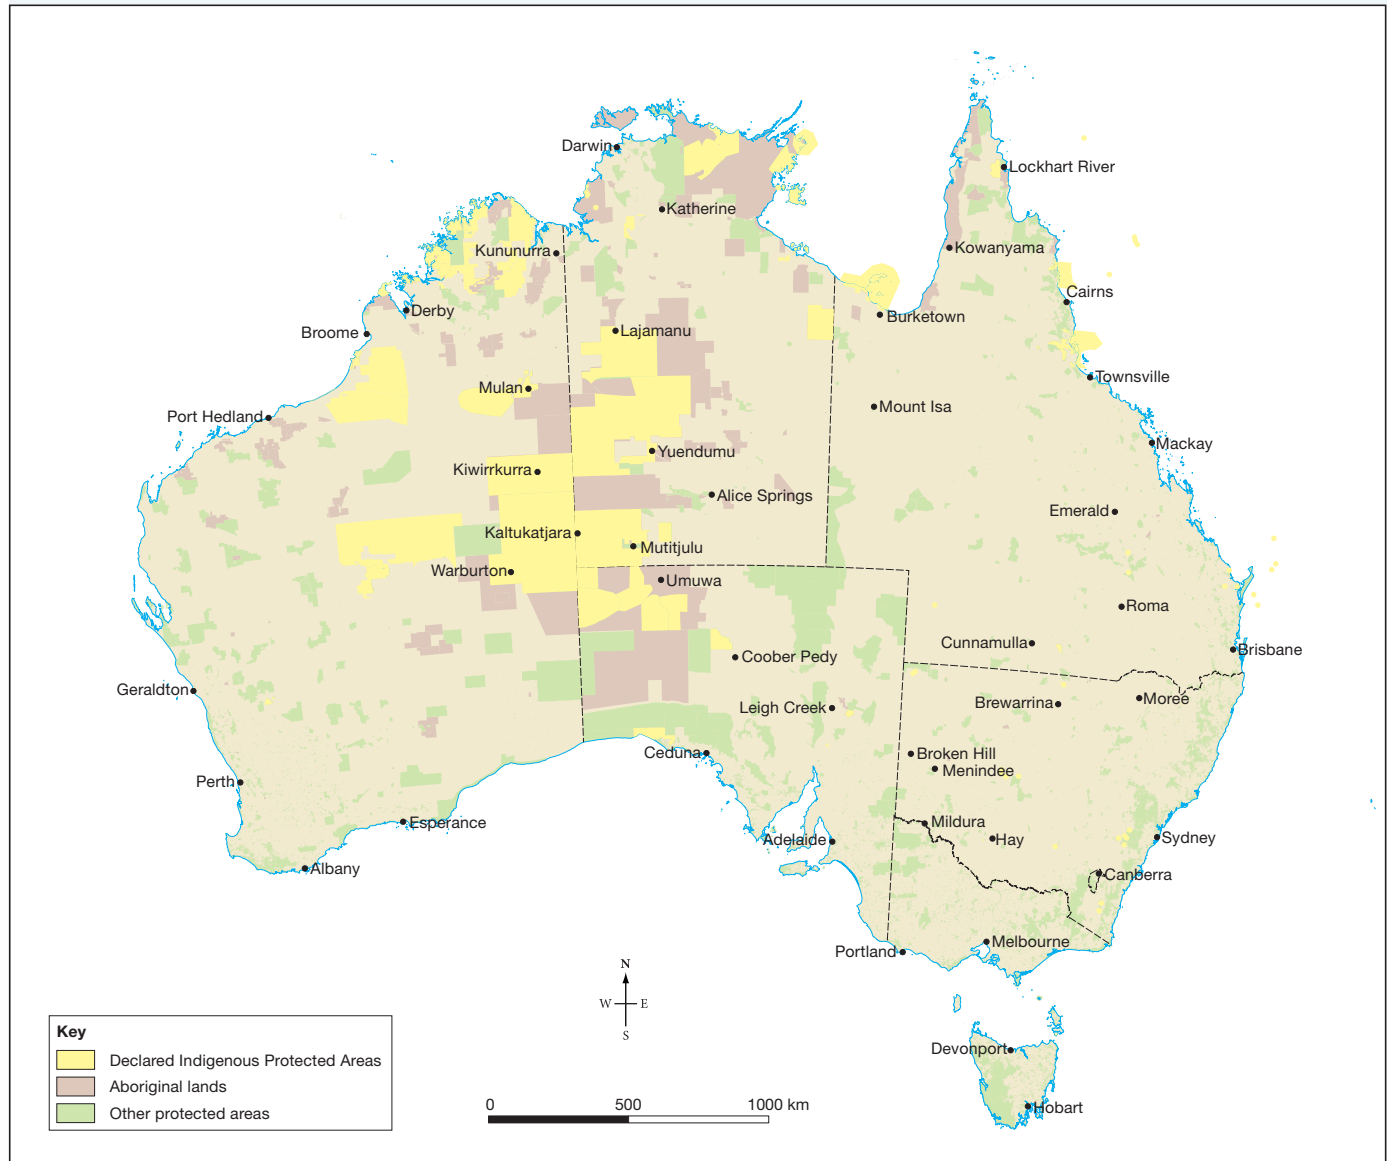 Darwin
Lockhart River
Katherine
Kununurra
Kowanyama
Cairns
Derby
Burketown
Broome
Lajamanu
Townsville
Mulan
Mount Isa
Port Hedland
Mackay
Yuendumu
Kiwirrkurra
Alice Springs
Emerald
Kaltukatjara
Mutitjulu
Warburton
Umuwa
Roma
Cunnamulla
Brisbane
Coober Pedy
Geraldton
Moree
Brewarrina
Leigh Creek
Ceduna
Broken Hill
Menindee
Perth
Esperance
Mildura
Adelaide
Hay
Sydney
Albany
Canberra
Melbourne
Portland
N
W E
S
Key
Declared Indigenous Protected Areas
Aboriginal lands
Other protected areas
0 500 1000 km
Devonport
Hobart